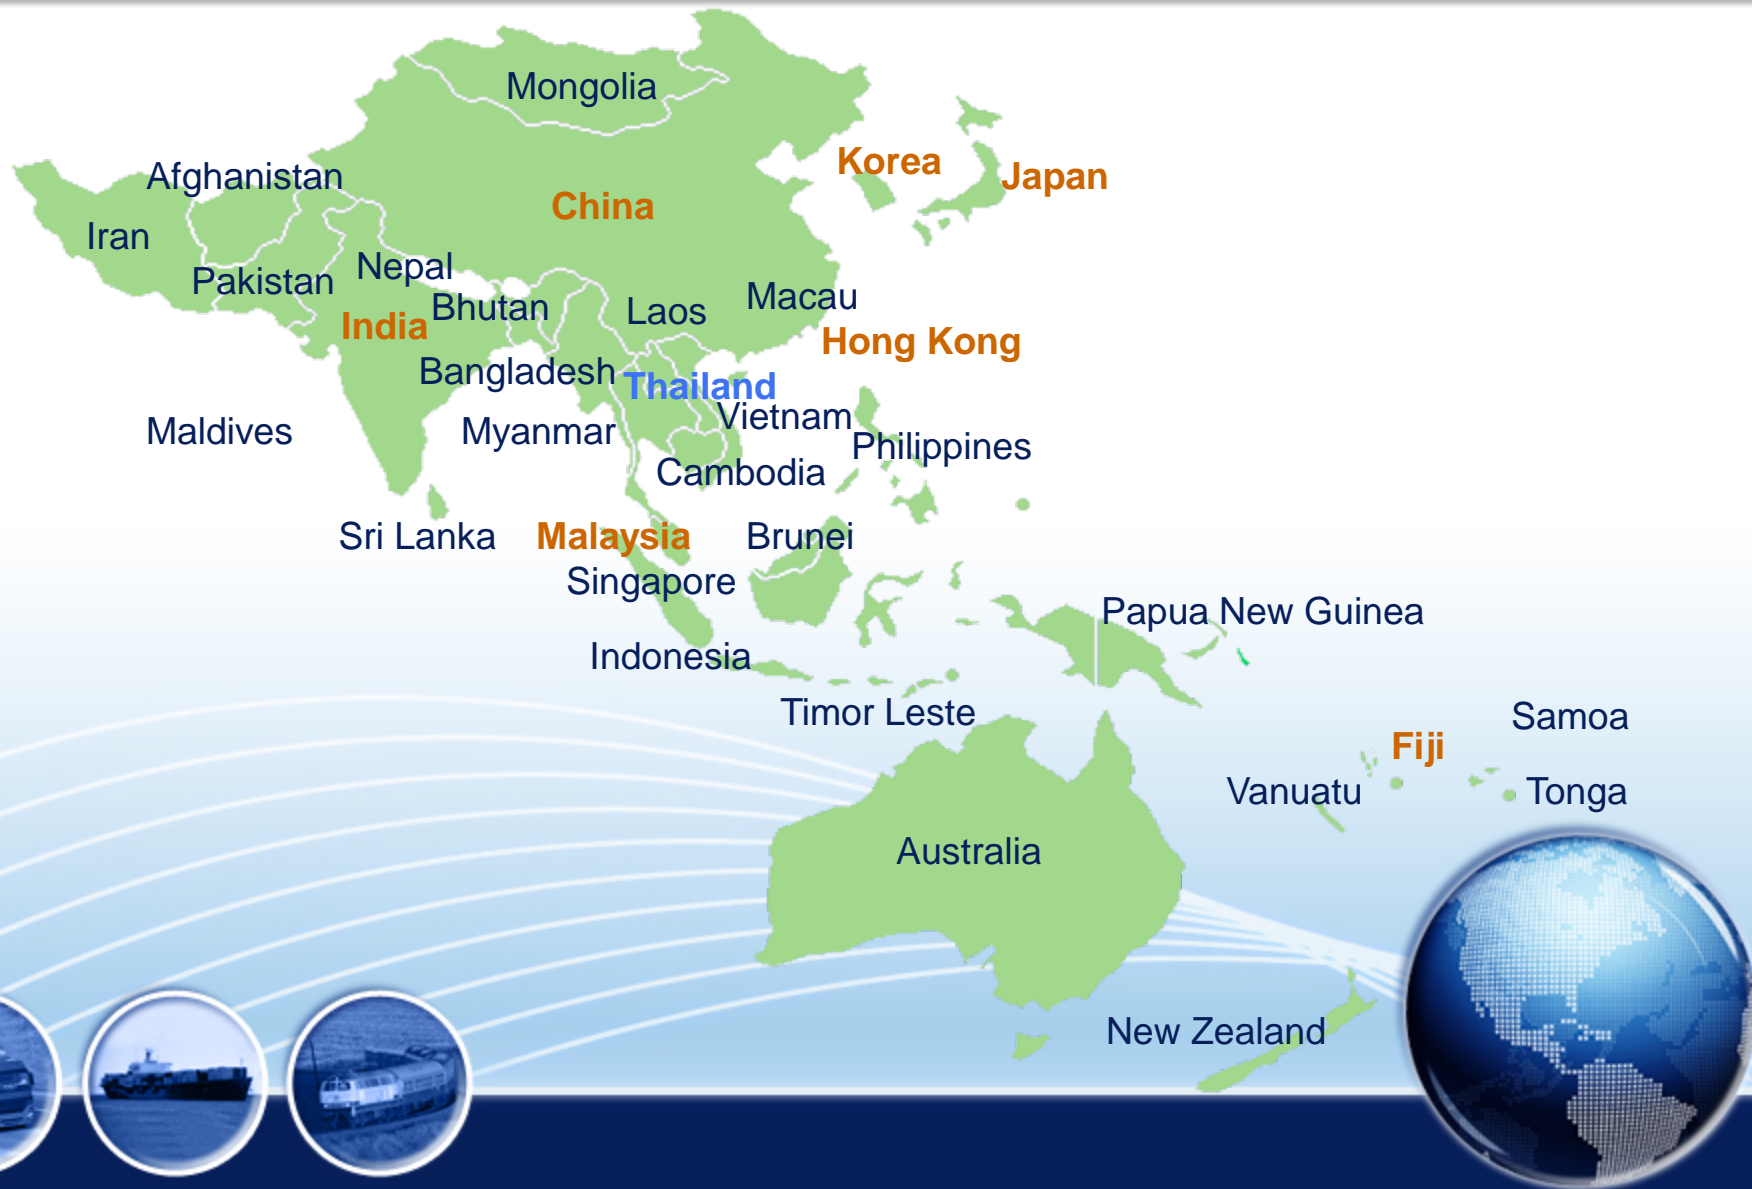 Mongolia
Korea
Afghanistan
Japan
China
Iran
Nepal
Pakistan
Macau
Bhutan
Laos
India
Hong Kong
Bangladesh
Thailand
Vietnam
Maldives
Myanmar
Philippines
Cambodia
Sri Lanka
Malaysia
Brunei
Singapore
Papua New Guinea
Indonesia
Timor Leste
Samoa
Fiji
Vanuatu
Tonga
Australia
New Zealand